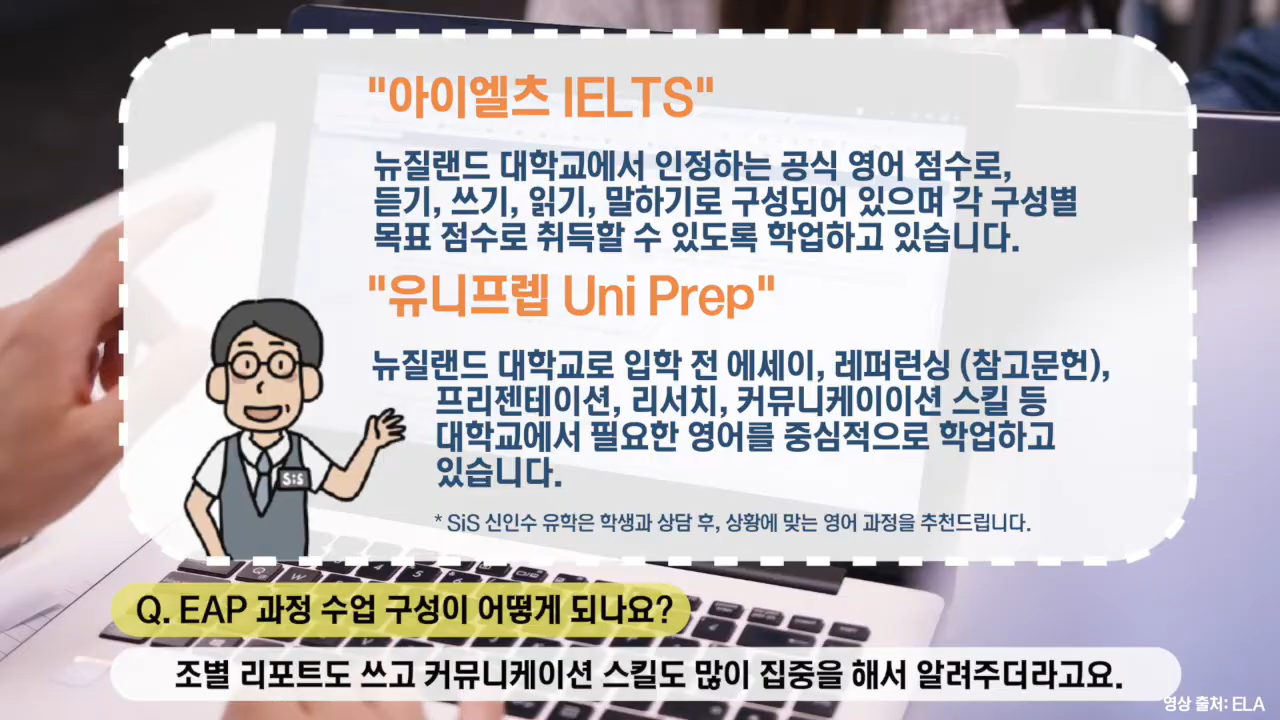 "아이엘츠 IELTS"
뉴질랜드 대학교에서 인정하는 공식 영어 점수로,
듣기, 쓰기, 읽기, 말하기로 구성되어 있으며 각 구성별
목표 점수로 취득할 수 있도록 학업하고 있습니다.
"유니프렙 Uni Prep"
뉴질랜드 대학교로 입학 전 에세이, 레퍼런싱 (참고문헌),
프리젠테이션, 리서치, 커뮤니케이이션 스킬 등
대학교에서 필요한 영어를 중심적으로 학업하고
있습니다.
SiS
* SiS 신인수 유학은 학생과 상담 후, 상황에 맞는 영어 과정을 추천드립니다.
Q. EAP 과정 수업 구성이 어떻게 되나요?
조별 리포트도 쓰고 커뮤니케이션 스킬도 많이 집중을 해서 알려주더라고요.
영상 출처: ELA